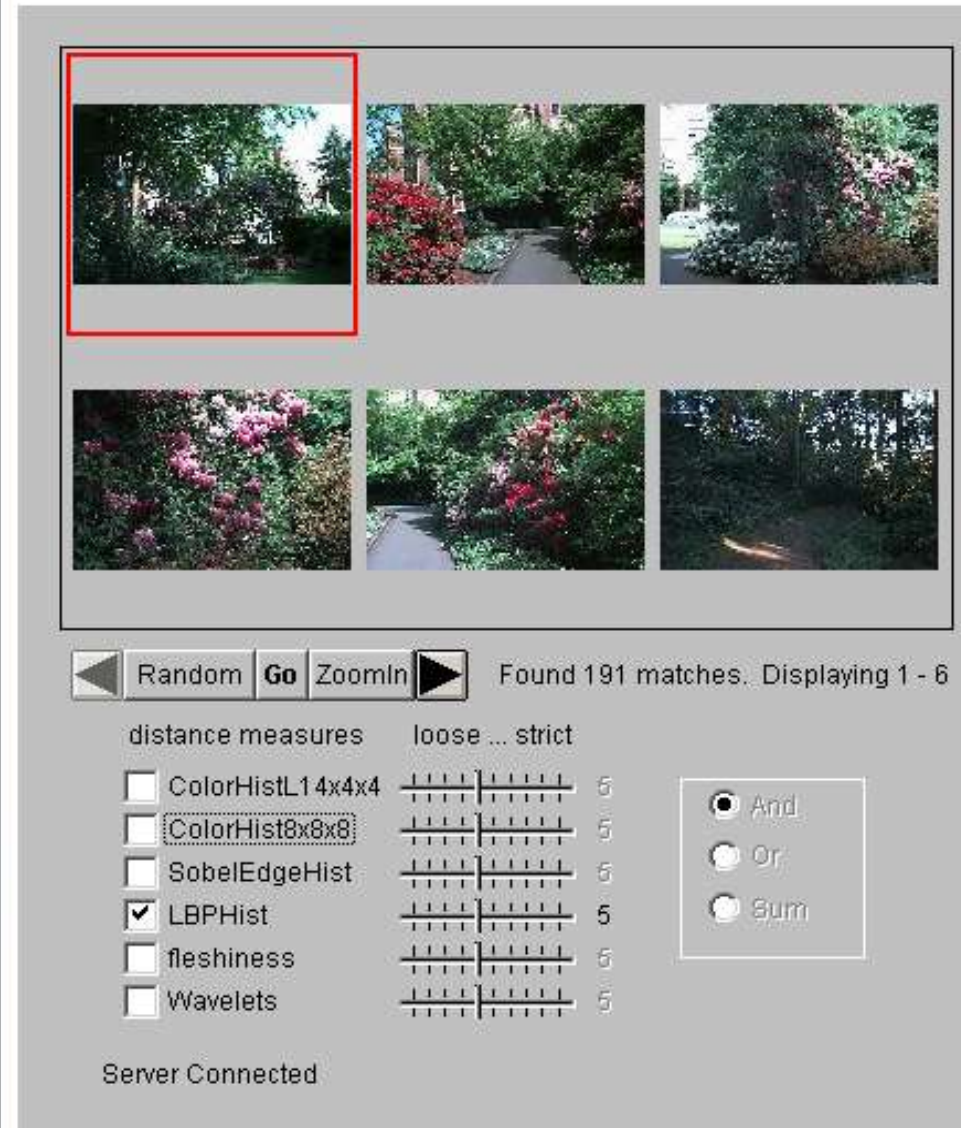 Random Go ZoomIn Found 191 matches. Displaying 1 - 6
distance measures loose ... strict
ColorHistL14x4x4 5
ColorHist8x8x8 5
SobelEdgeHist 5
LBPHist 5
fleshiness 5
Wavelets 5
And
Or
Sum
Server Connected